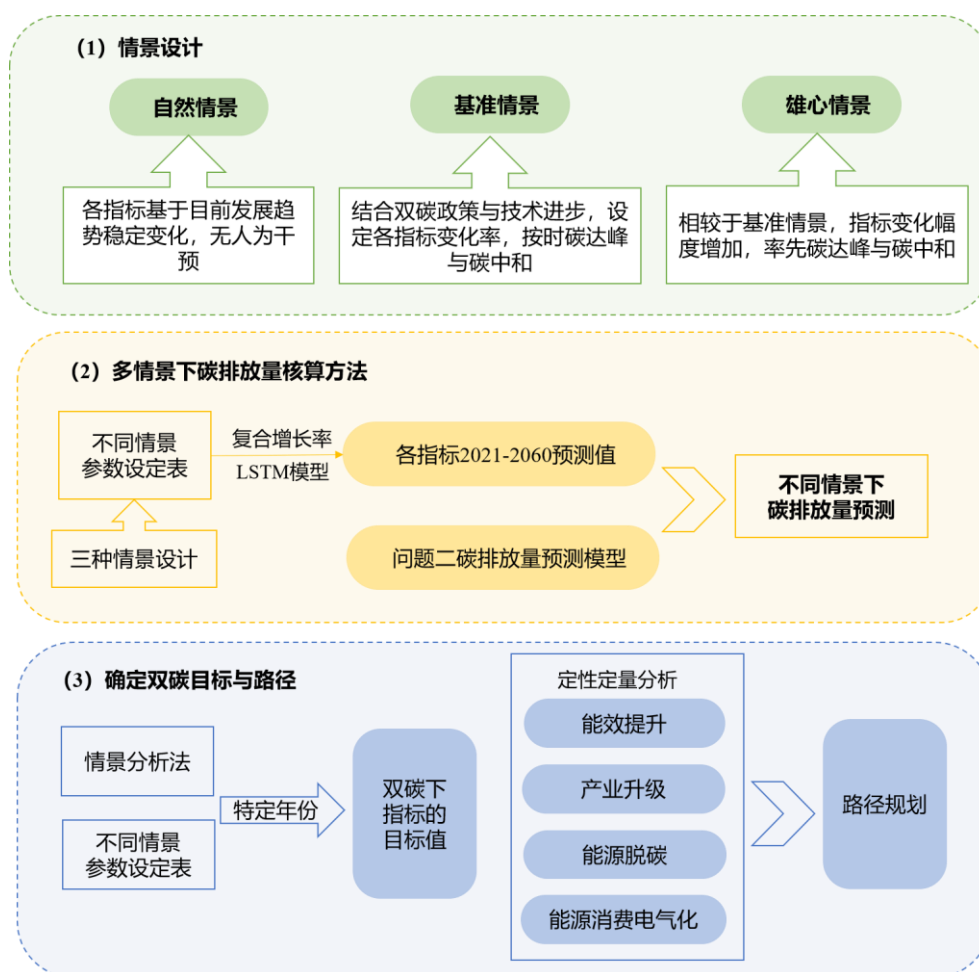 (1) 情景设计
自然情景
基准情景
雄心情景
各指标基于目前发展趋
势稳定变化，无人为干
预
结合双碳政策与技术进步，设
定各指标变化率，按时碳达峰
与碳中和
相较于基准情景，指标变化幅
度增加，率先碳达峰与碳中和
(2) 多情景下碳排放量核算方法
不同情景
参数设定表
复合增长率
LSTM模型
各指标2021-2060预测值
三种情景设计
问题二碳排放量预测模型
不同情景下
碳排放量预测
(3) 确定双碳目标与路径
情景分析法
不同情景
参数设定表
特定年份
双碳下
指标的
目标值
定性定量分析
能效提升
产业升级
能源脱碳
能源消费电气化
路径规划